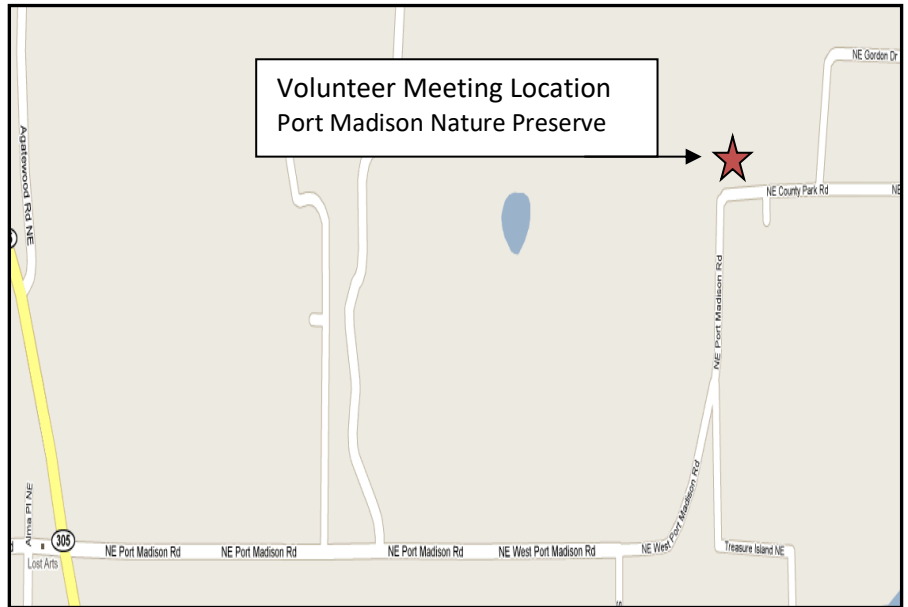 NE Gordon Dr
Volunteer Meeting Location
Port Madison Nature Preserve
Agatewood Rd NE
NE County Park Rd
NE
NE Port Madison Rd
NE West Port Madison Rd
Alma Pl NE
305
NE Port Madison Rd
NE Port Madison Rd
NE Port Madison Rd
NE West Port Madison Rd
Treasure Island NE
Lost Arts